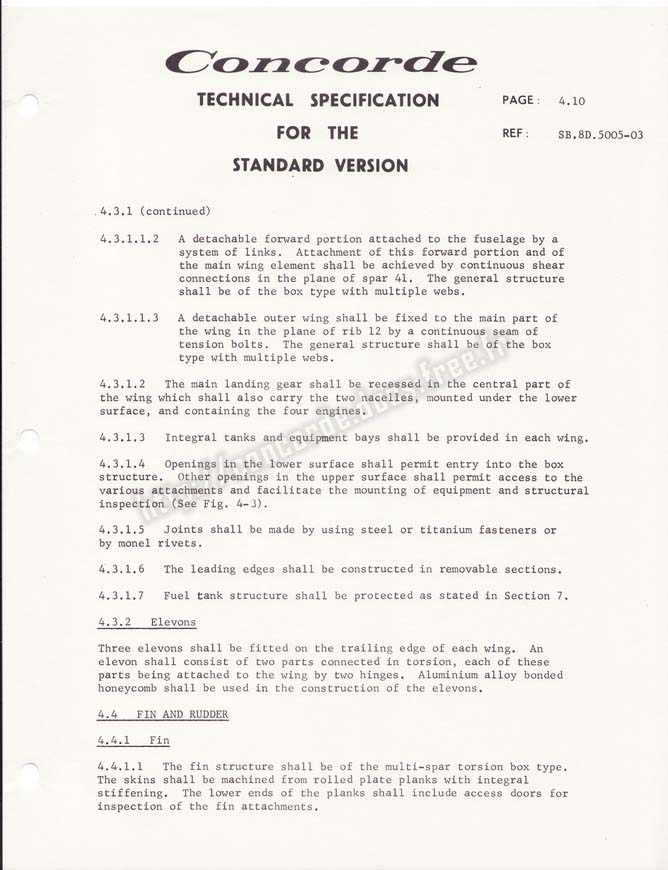 Concorde
TECHNICAL SPECIFICATION
FOR THE
STANDARD VERSION
PAGE : 4.10
REF : SB.8D.5005-03
.4.3.1 (continued)
4.3.1.1.2 A detachable forward portion attached to the fuselage by a
system of links. Attachment of this forward portion and of
the main wing element shall be achieved by continuous shear
connections in the plane of spar 41. The general structure
shall be of the box type with multiple webs.
4.3.1.1.3 A detachable outer wing shall be fixed to the main part of
the wing in the plane of rib 12 by a continuous seam of
tension bolts. The general structure shall be of the box
type with multiple webs.
4.3.1.2 The main landing gear shall be recessed in the central part of
the wing which shall also carry the two nacelles, mounted under the lower
surface, and containing the four engines.
4.3.1.3 Integral tanks and equipment bays shall be provided in each wing.
4.3.1.4 Openings in the lower surface shall permit entry into the box
structure. Other openings in the upper surface shall permit access to the
various attachments and facilitate the mounting of equipment and structural
inspection (See Fig. 4-3).
4.3.1.5 Joints shall be made by using steel or titanium fasteners or
by monel rivets.
4.3.1.6 The leading edges shall be constructed in removable sections.
4.3.1.7 Fuel tank structure shall be protected as stated in Section 7.
4.3.2 Elevons
Three elevons shall be fitted on the trailing edge of each wing. An
elevon shall consist of two parts connected in torsion, each of these
parts being attached to the wing by two hinges. Aluminium alloy bonded
honeycomb shall be used in the construction of the elevons.
4.4 FIN AND RUDDER
4.4.1 Fin
4.4.1.1 The fin structure shall be of the multi-spar torsion box type.
The skins shall be machined from rolled plate planks with integral
stiffening. The lower ends of the planks shall include access doors for
inspection of the fin attachments.